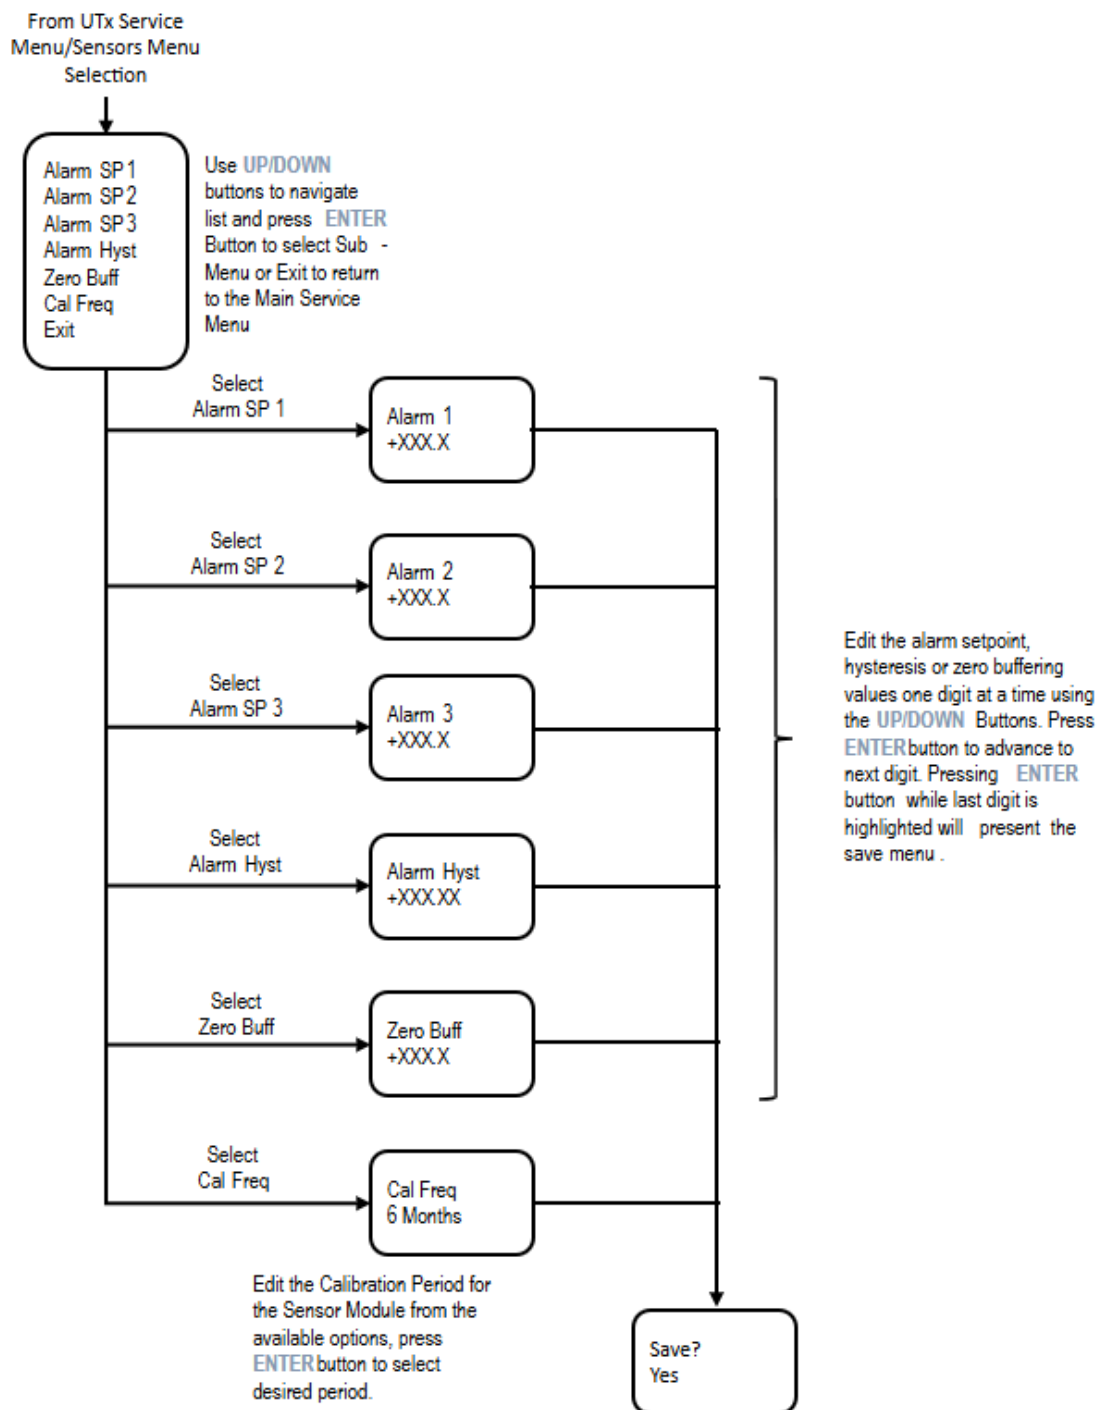 From UTx Service
Menu/Sensors Menu
Selection
Alarm SP1
Alarm SP2
Alarm SP3
Alarm Hyst
Zero Buff
Cal Freq
Exit
Use UP/DOWN
buttons to navigate
list and press ENTER
Button to select Sub -
Menu or Exit to return
to the Main Service
Menu
Select
Alarm SP 1
Alarm 1
+XXX.X
Select
Alarm SP 2
Alarm 2
+XXX.X
Select
Alarm SP 3
Alarm 3
+XXX.X
Select
Alarm Hyst
Alarm Hyst
+XXX.XX
Select
Zero Buff
Zero Buff
+XXX.X
Edit the alarm setpoint,
hysteresis or zero buffering
values one digit at a time using
the UP/DOWN Buttons. Press
ENTER button to advance to
next digit. Pressing ENTER
button while last digit is
highlighted will present the
save menu .
Select
Cal Freq
Cal Freq
6 Months
Edit the Calibration Period for
the Sensor Module from the
available options, press
ENTER button to select
desired period.
Save?
Yes